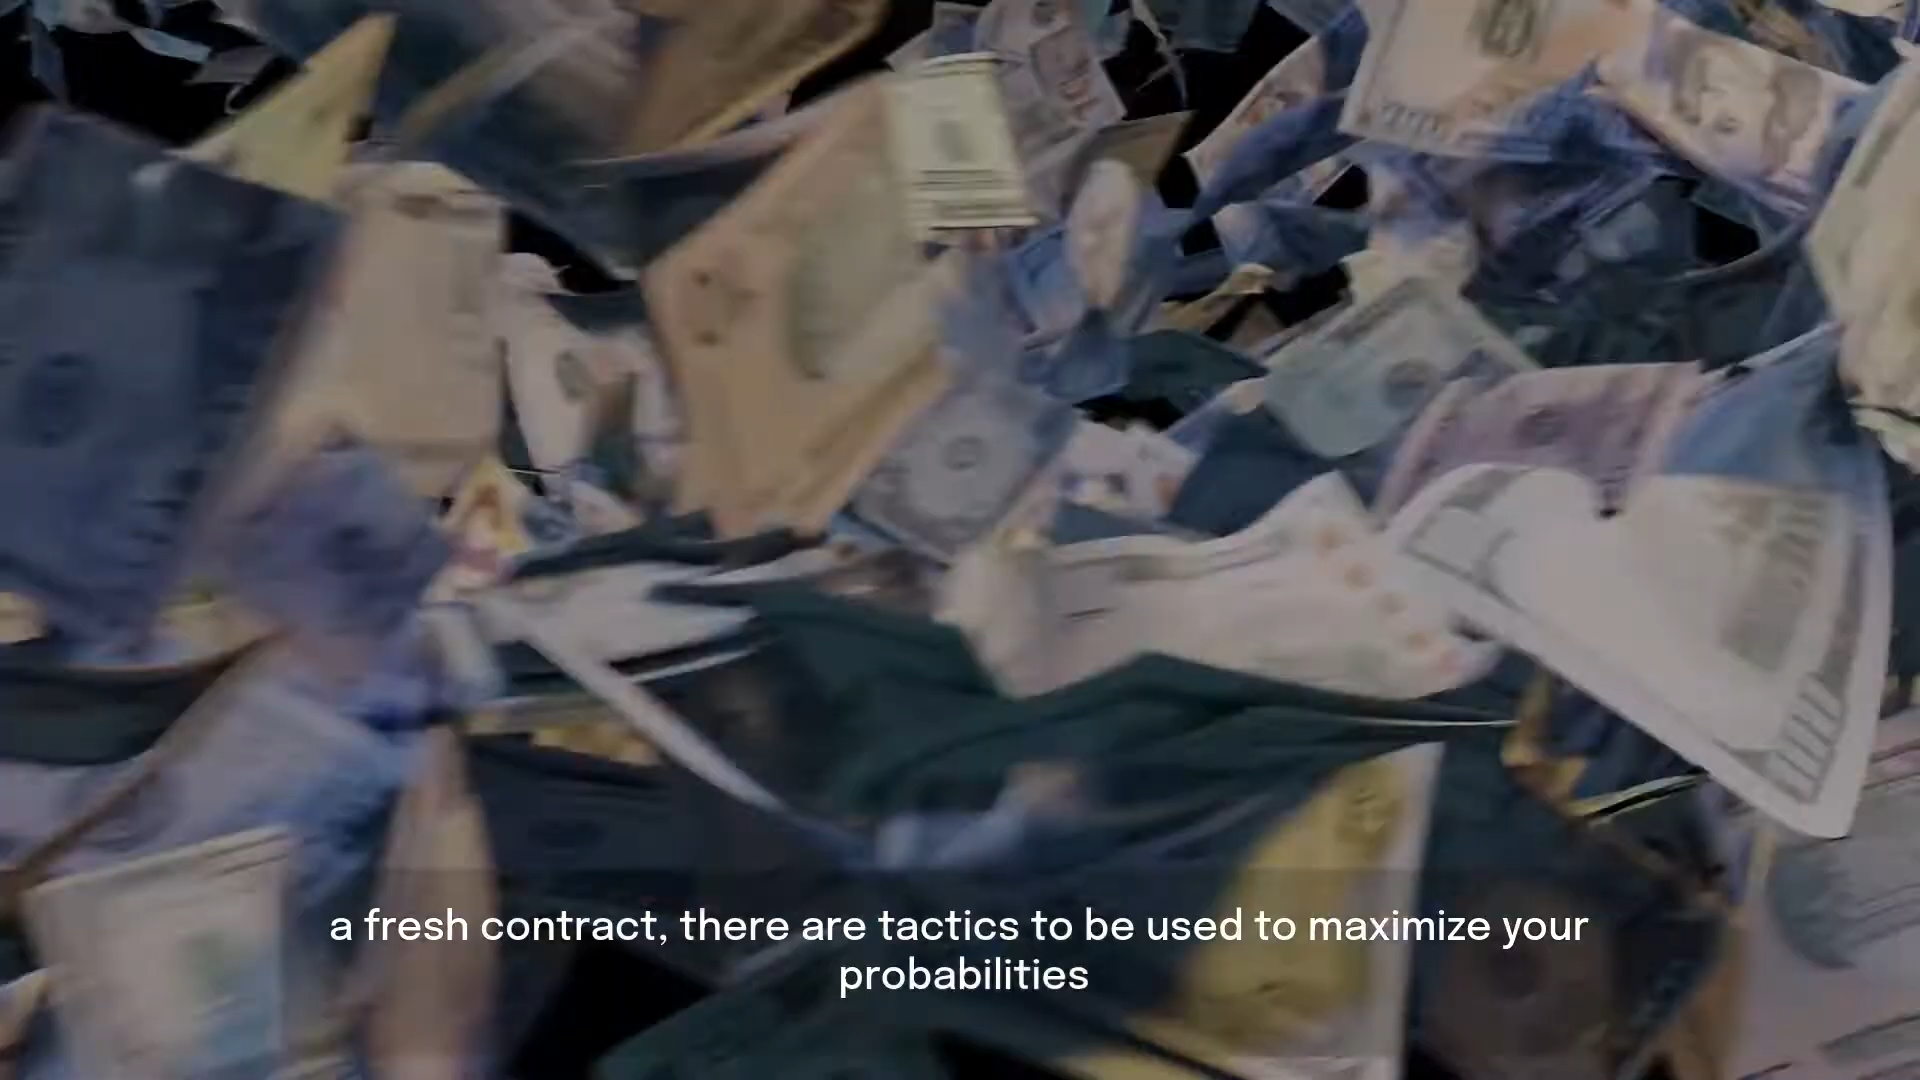 a fresh contract, there are tactics to be used to maximize your
probabilities